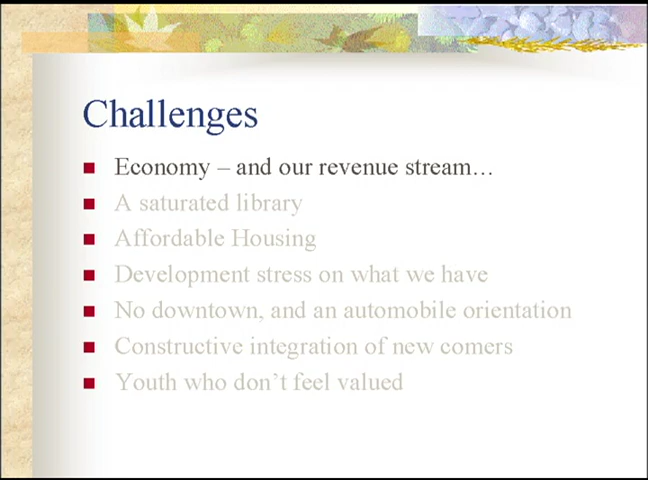 Challenges
Economy – and our revenue stream…
A saturated library
Affordable Housing
Development stress on what we have
No downtown, and an automobile orientation
Constructive integration of new comers
Youth who don’t feel valued